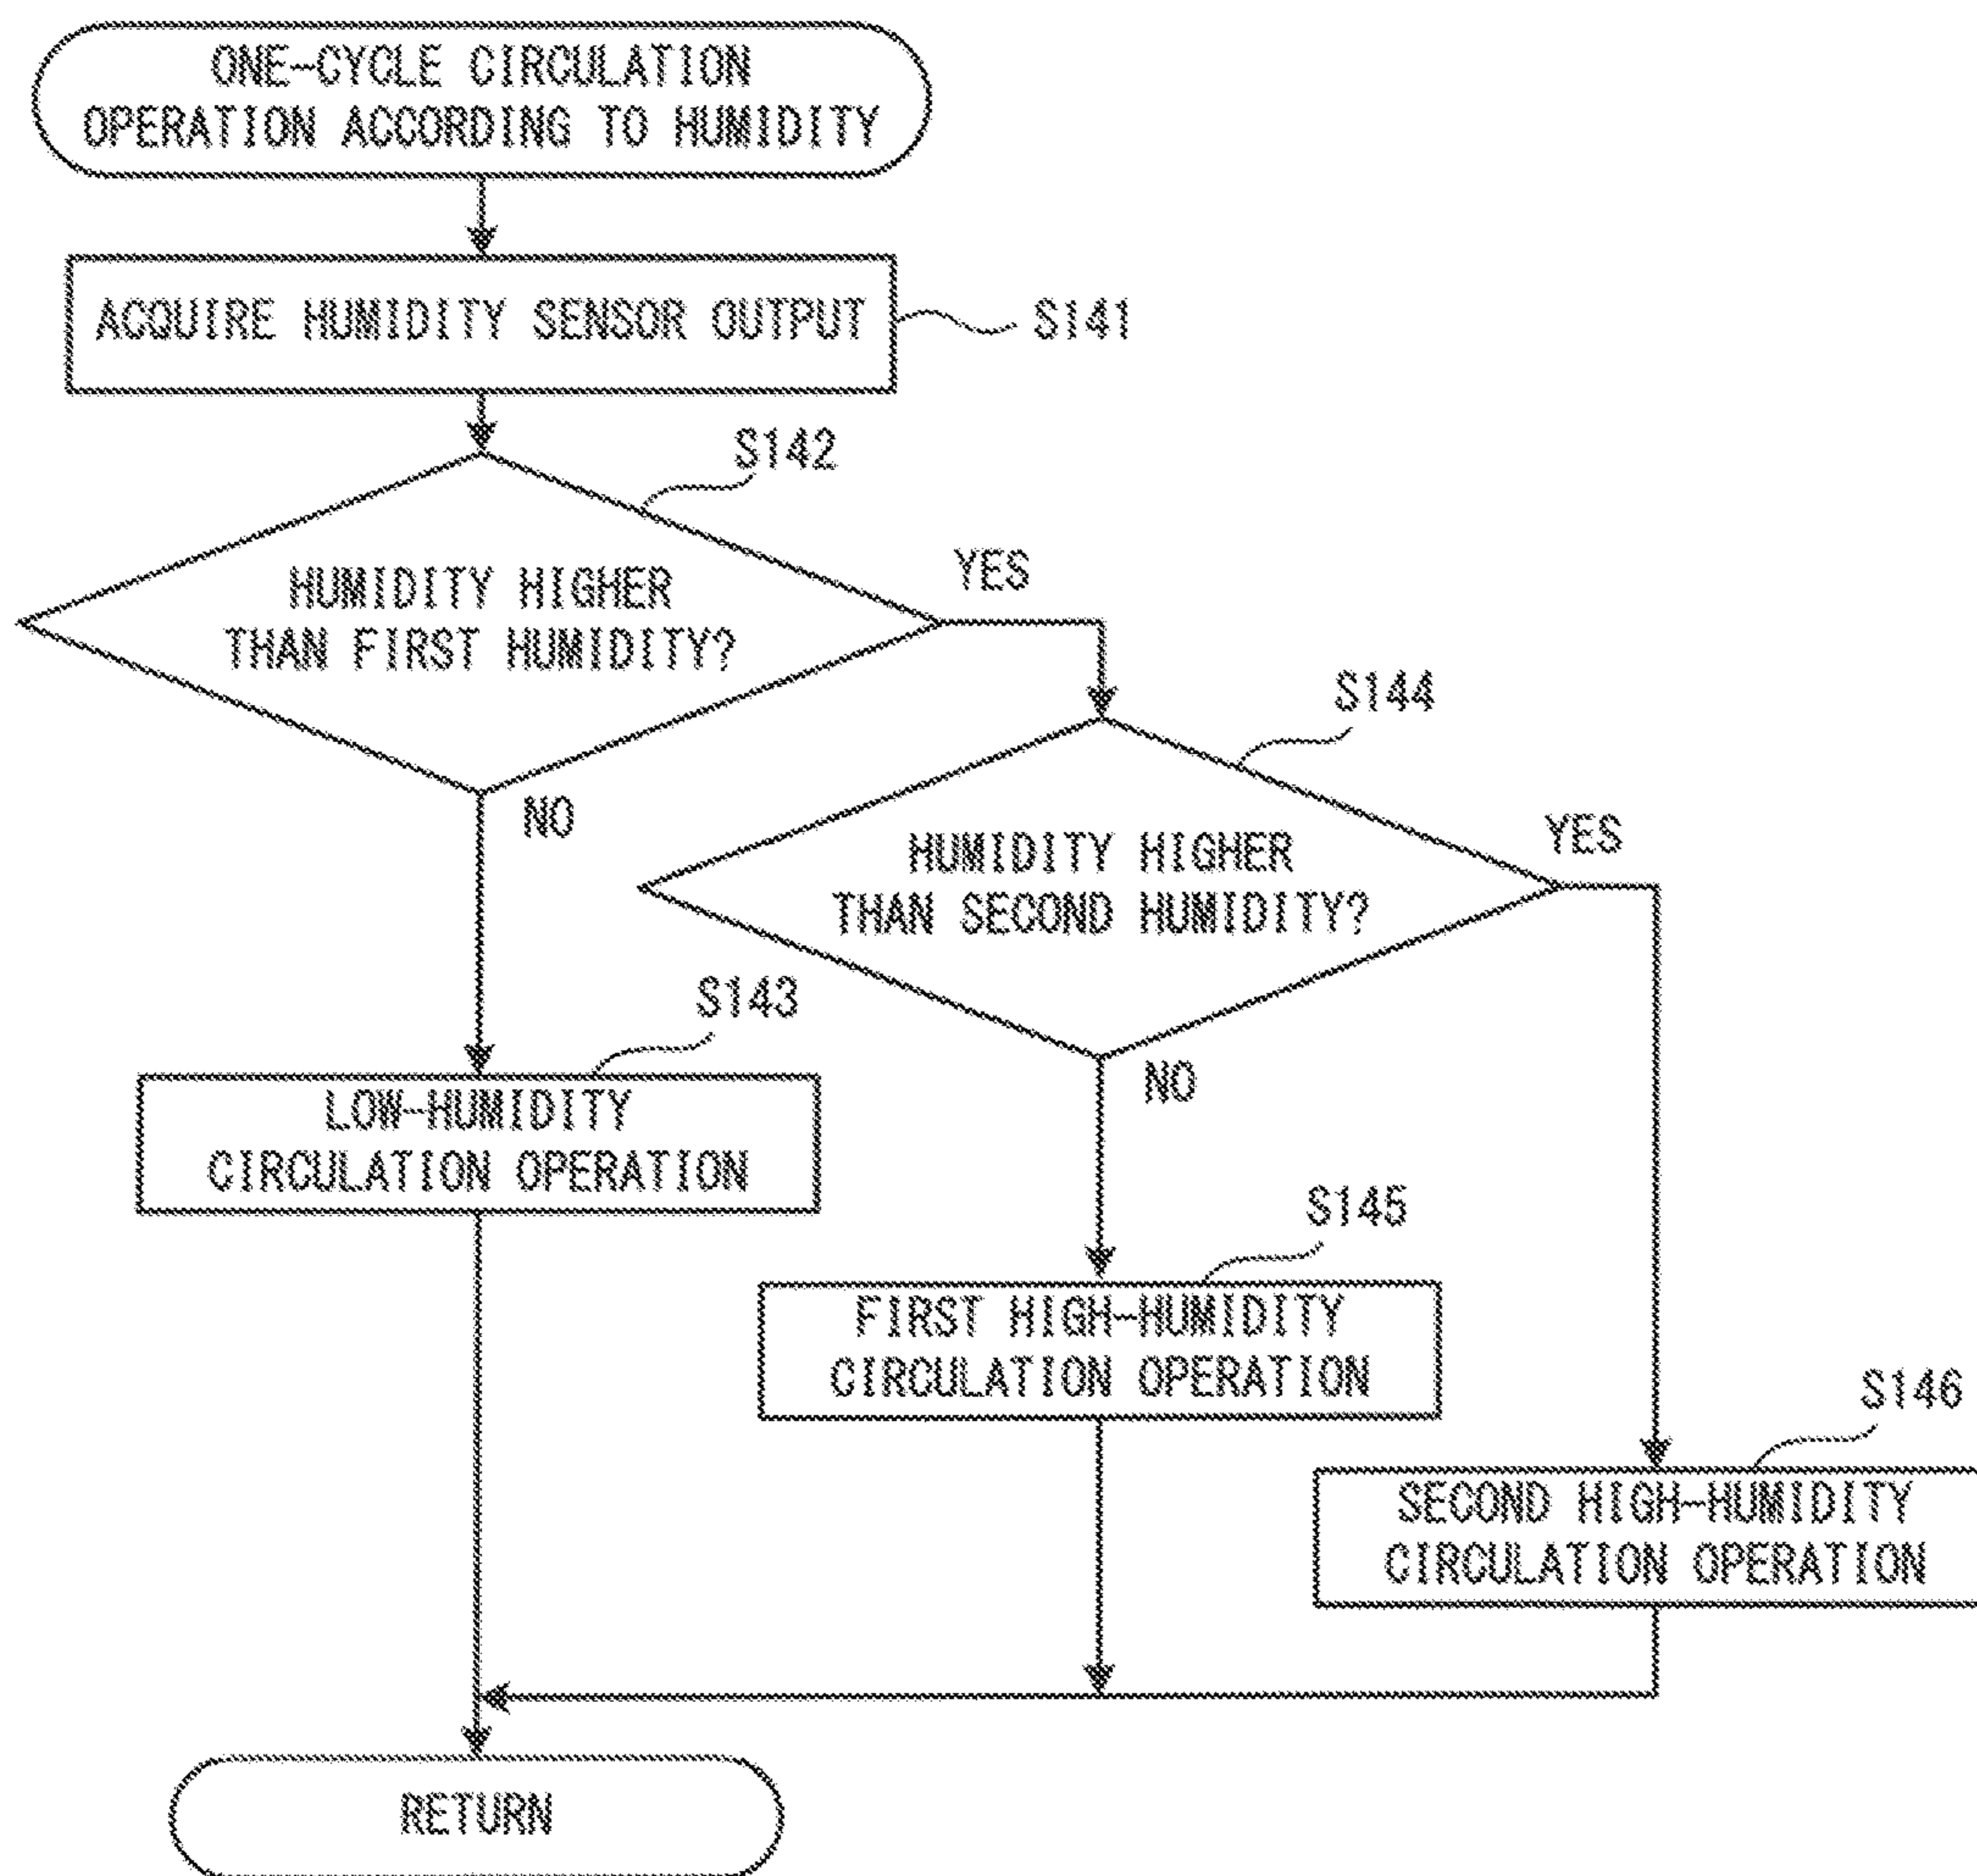 ONE-CYCLE CIRCULATION
OPERATION ACCORDING TO HUMIDITY
ACQUIRE HUMIDITY SENSOR OUTPUT
S141
S142
HUMIDITY HIGHER
THAN FIRST HUMIDITY?
YES
NO
S144
HUMIDITY HIGHER
THAN SECOND HUMIDITY?
YES
NO
S143
LOW-HUMIDITY
CIRCULATION OPERATION
S145
FIRST HIGH-HUMIDITY
CIRCULATION OPERATION
S146
SECOND HIGH-HUMIDITY
CIRCULATION OPERATION
RETURN